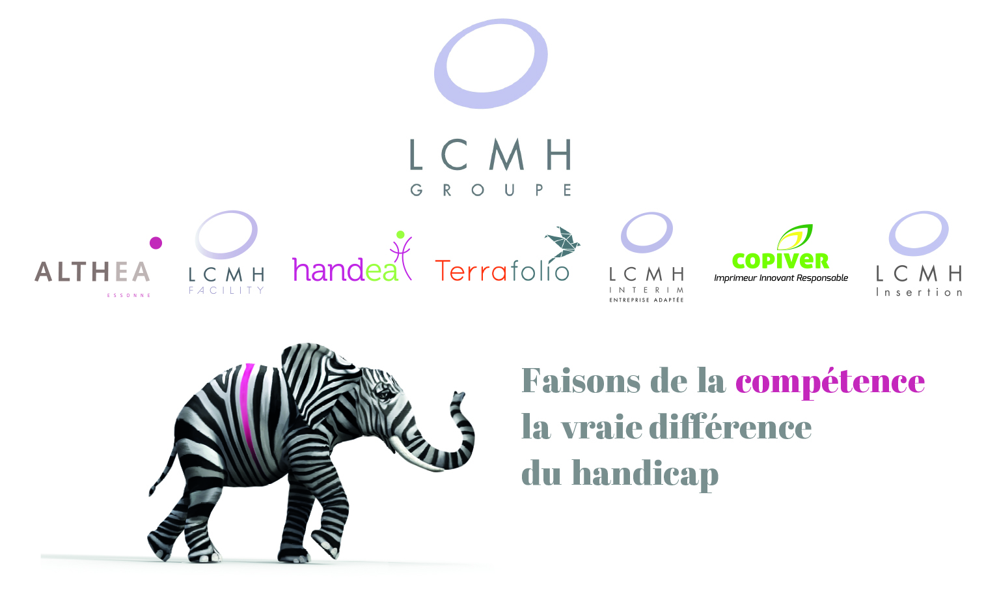 LCMH
GROUPE
ALTHEA
ESSONNE
LCMH
FACILITY
handea
Terrafolio
LCMH
INTERIM
ENTREPRISE ADAPTÉE
COPIVER
Imprimeur Innovant Responsable
LCMH
Insertion
Faisons de la compétence
la vraie différence
du handicap